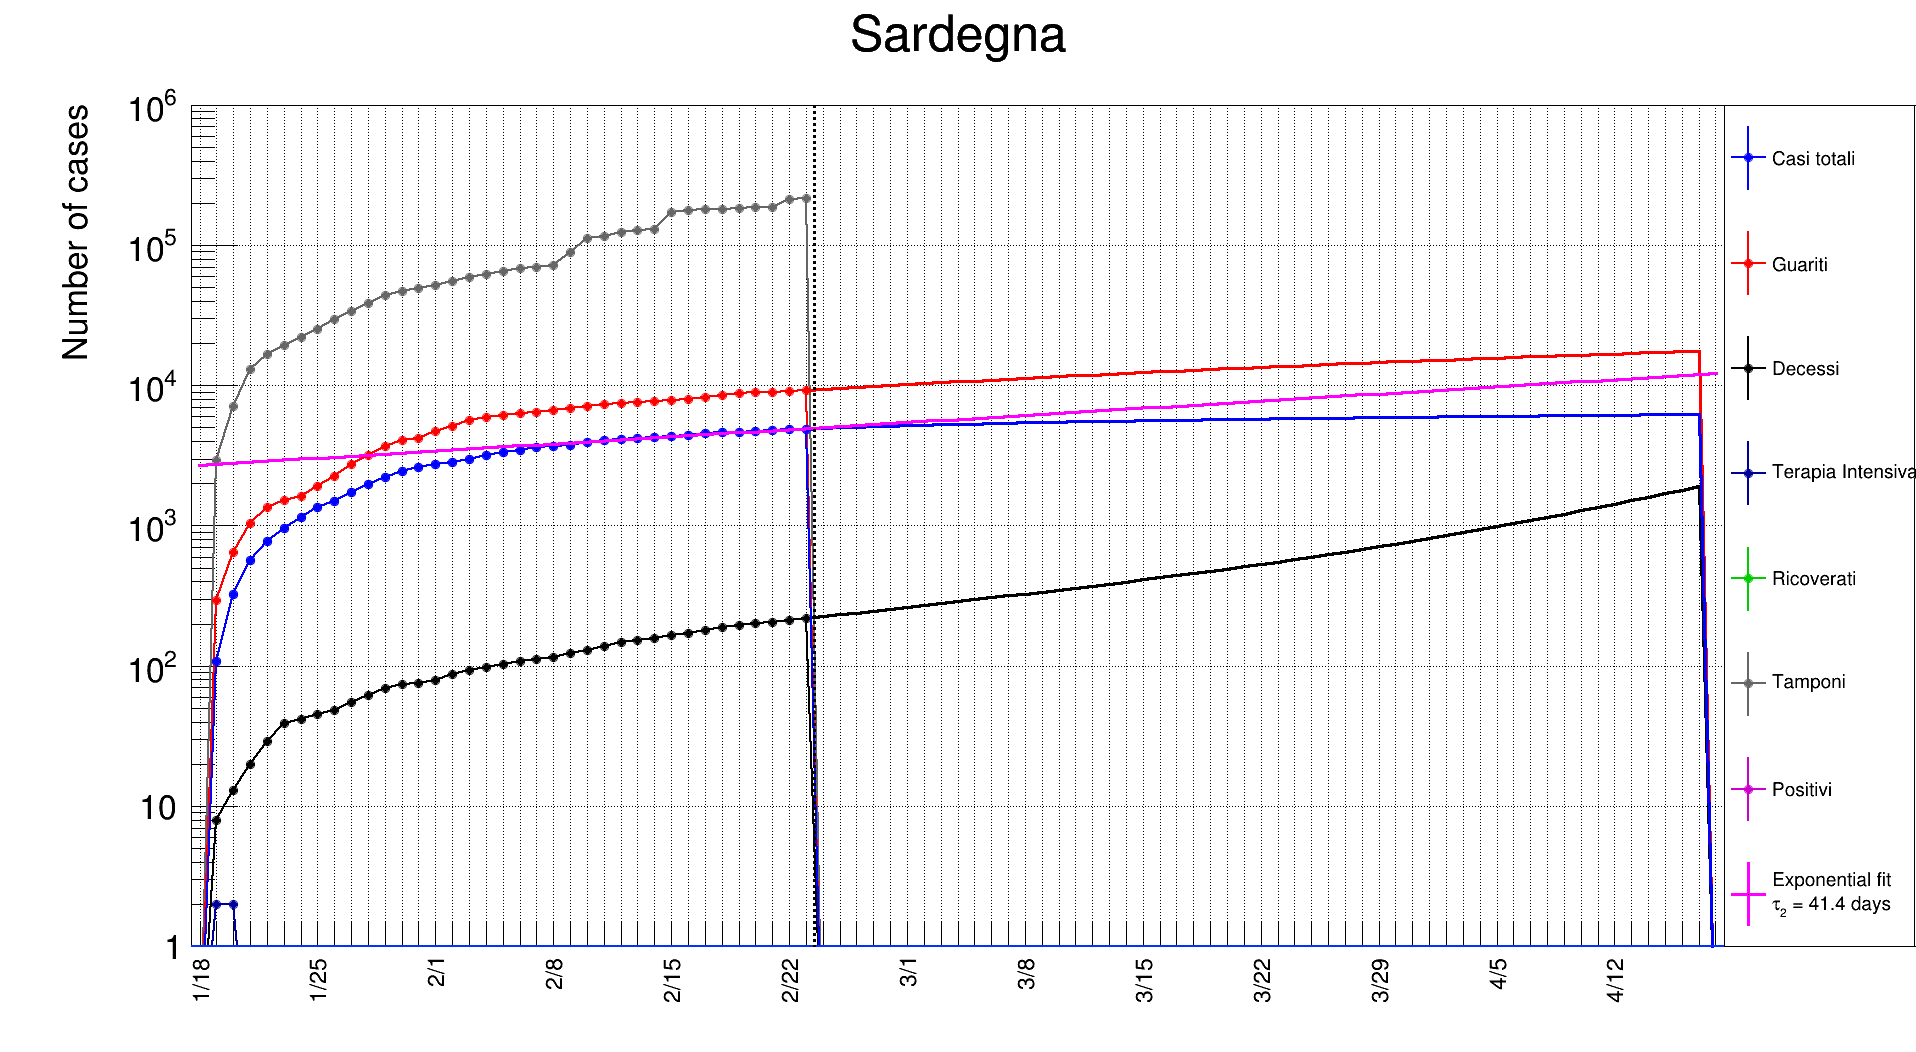 Sardegna
Number of cases
10^6
10^5
10^4
10^3
10^2
10
1
1/18
1/25
2/1
2/8
2/15
2/22
3/1
3/8
3/15
3/22
3/29
4/5
4/12
Casi totali
Guariti
Decessi
Terapia Intensiva
Ricoverati
Tamponi
Positivi
Exponential fit
τ_2 = 41.4 days